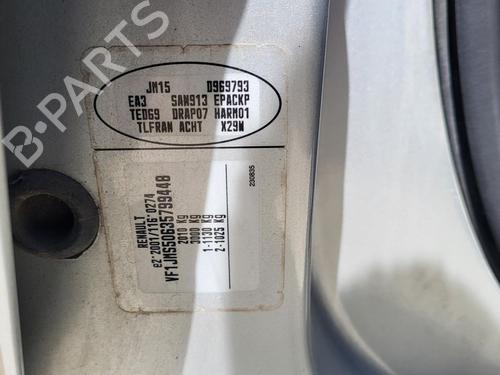 JM15 D969793
EA3 SAN913 EPACKP
TED69 DRAP07 HARM01
TLFRAN ACHT X29W
RENAULT
e2*2001/116*0274
VF1JMS50635799448
2010 Kg
3000 Kg
1-1130 Kg
2-1025 Kg
230835
B-PARTS